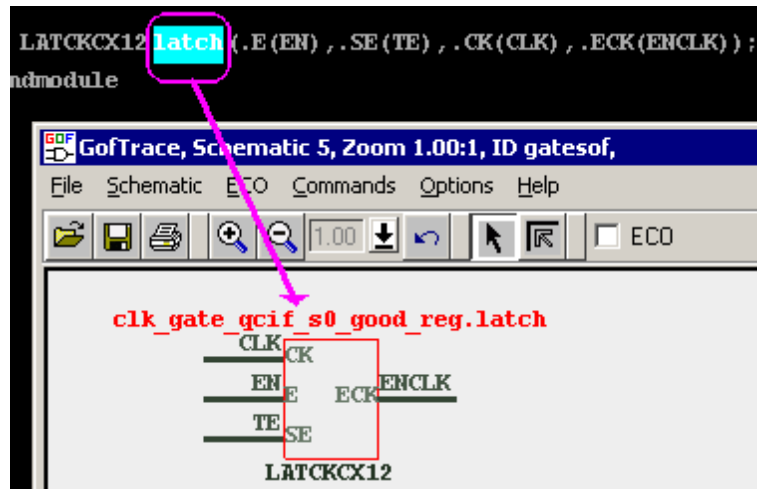 LATCKCX12 latch (.E(EN),.SE(TE),.CK(CLK),.ECK(ENCLK));
ndmodule
GOF GofTrace, Schematic 5, Zoom 1.00:1, ID gatesof,
File Schematic ECO Commands Options Help
1.00 ECO
clk_gate_qcif_s0_good_reg.latch
CLK CK
EN E ECK ENCLK
TE SE
LATCKCX12